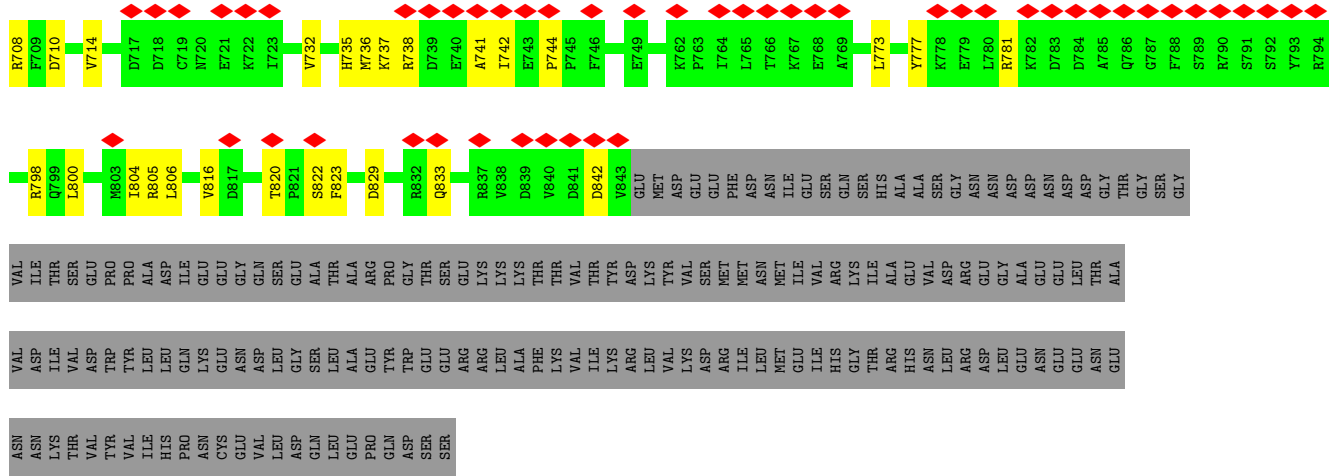 R708 F709 D710 V714 D717 D718 C719 N720 E721 K722 I723 V732 H735 M736 K737 R738 D739 E740 A741 I742 E743 P744 P745 F746 E749 K762 P763 I764 L765 T766 K767 E768 A769 L773 Y777 K778 E779 L780 R781 K782 D783 D784 A785 Q786 G787 F788 S789 R790 S791 S792 Y793 R794
R798 Q799 L800 M803 I804 R805 L806 V816 D817 T820 P821 S822 F823 D829 R832 Q833 R837 V838 D839 V840 D841 D842 V843 GLU MET ASP GLU GLU PHE ASP ASN ILE GLU SER GLN SER HIS ALA ALA SER GLY ASN ASN ASP ASP ASN ASP ASP GLY THR GLY SER GLY
VAL ILE THR SER GLU PRO PRO ALA ASP ILE GLU GLU GLY GLN SER GLU ALA THR ALA ARG PRO GLY THR SER GLU LYS LYS LYS THR THR VAL THR TYR ASP LYS TYR VAL SER MET MET ASN MET ILE VAL ARG LYS ILE ALA GLU VAL ASP ARG GLU GLY ALA GLU GLU LEU THR ALA
VAL ASP ILE VAL ASP TRP TYR LEU LEU GLN LYS GLU ASN ASP LEU GLY SER LEU ALA GLU TYR TRP GLU GLU ARG ARG LEU ALA PHE LYS VAL ILE LYS ARG LEU VAL LYS ASP ARG ILE LEU MET GLU ILE HIS GLY THR ARG HIS ASN LEU ARG ASP LEU GLU ASN GLU GLU ASN GLU
ASN ASN LYS THR VAL TYR VAL ILE HIS PRO ASN CYS GLU VAL LEU ASP GLN LEU GLU PRO GLN ASP SER SER